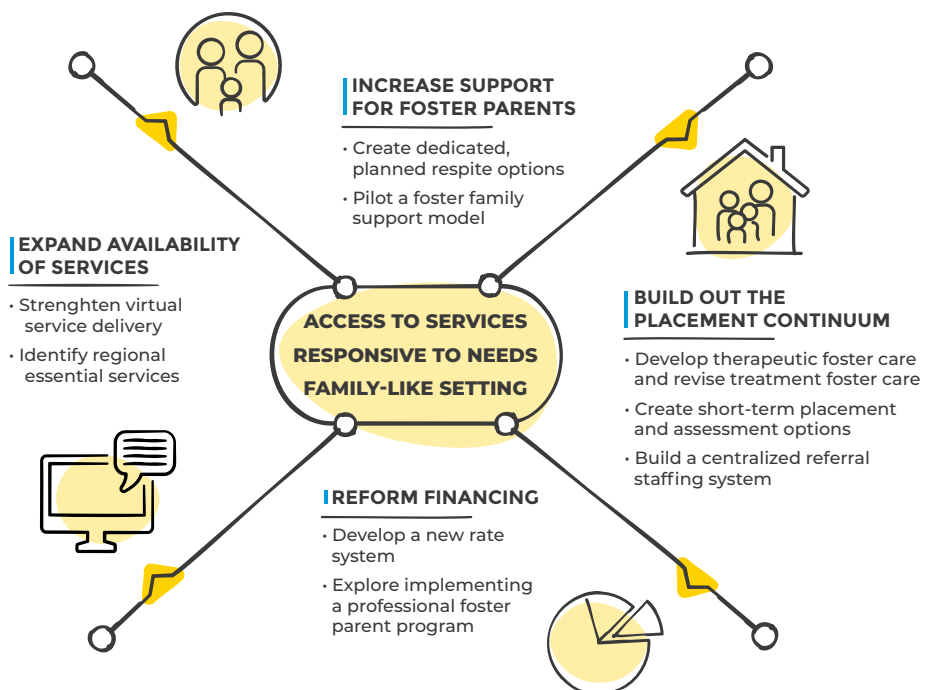 INCREASE SUPPORT
FOR FOSTER PARENTS
• Create dedicated,
planned respite options
• Pilot a foster family
support model
EXPAND AVAILABILITY
OF SERVICES
• Strenghten virtual
service delivery
• Identify regional
essential services
ACCESS TO SERVICES
RESPONSIVE TO NEEDS
FAMILY-LIKE SETTING
BUILD OUT THE
PLACEMENT CONTINUUM
• Develop therapeutic foster care
and revise treatment foster care
• Create short-term placement
and assessment options
• Build a centralized referral
staffing system
REFORM FINANCING
• Develop a new rate
system
• Explore implementing
a professional foster
parent program